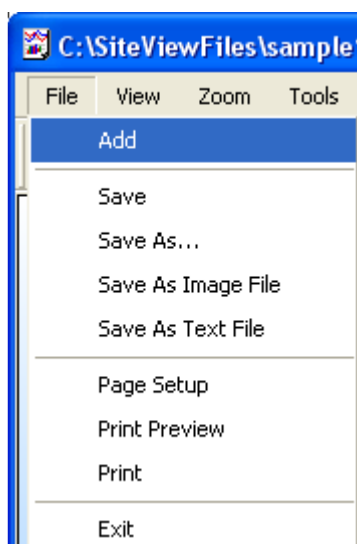 C:\SiteViewFiles\sample
File View Zoom Tools
Add
Save
Save As...
Save As Image File
Save As Text File
Page Setup
Print Preview
Print
Exit